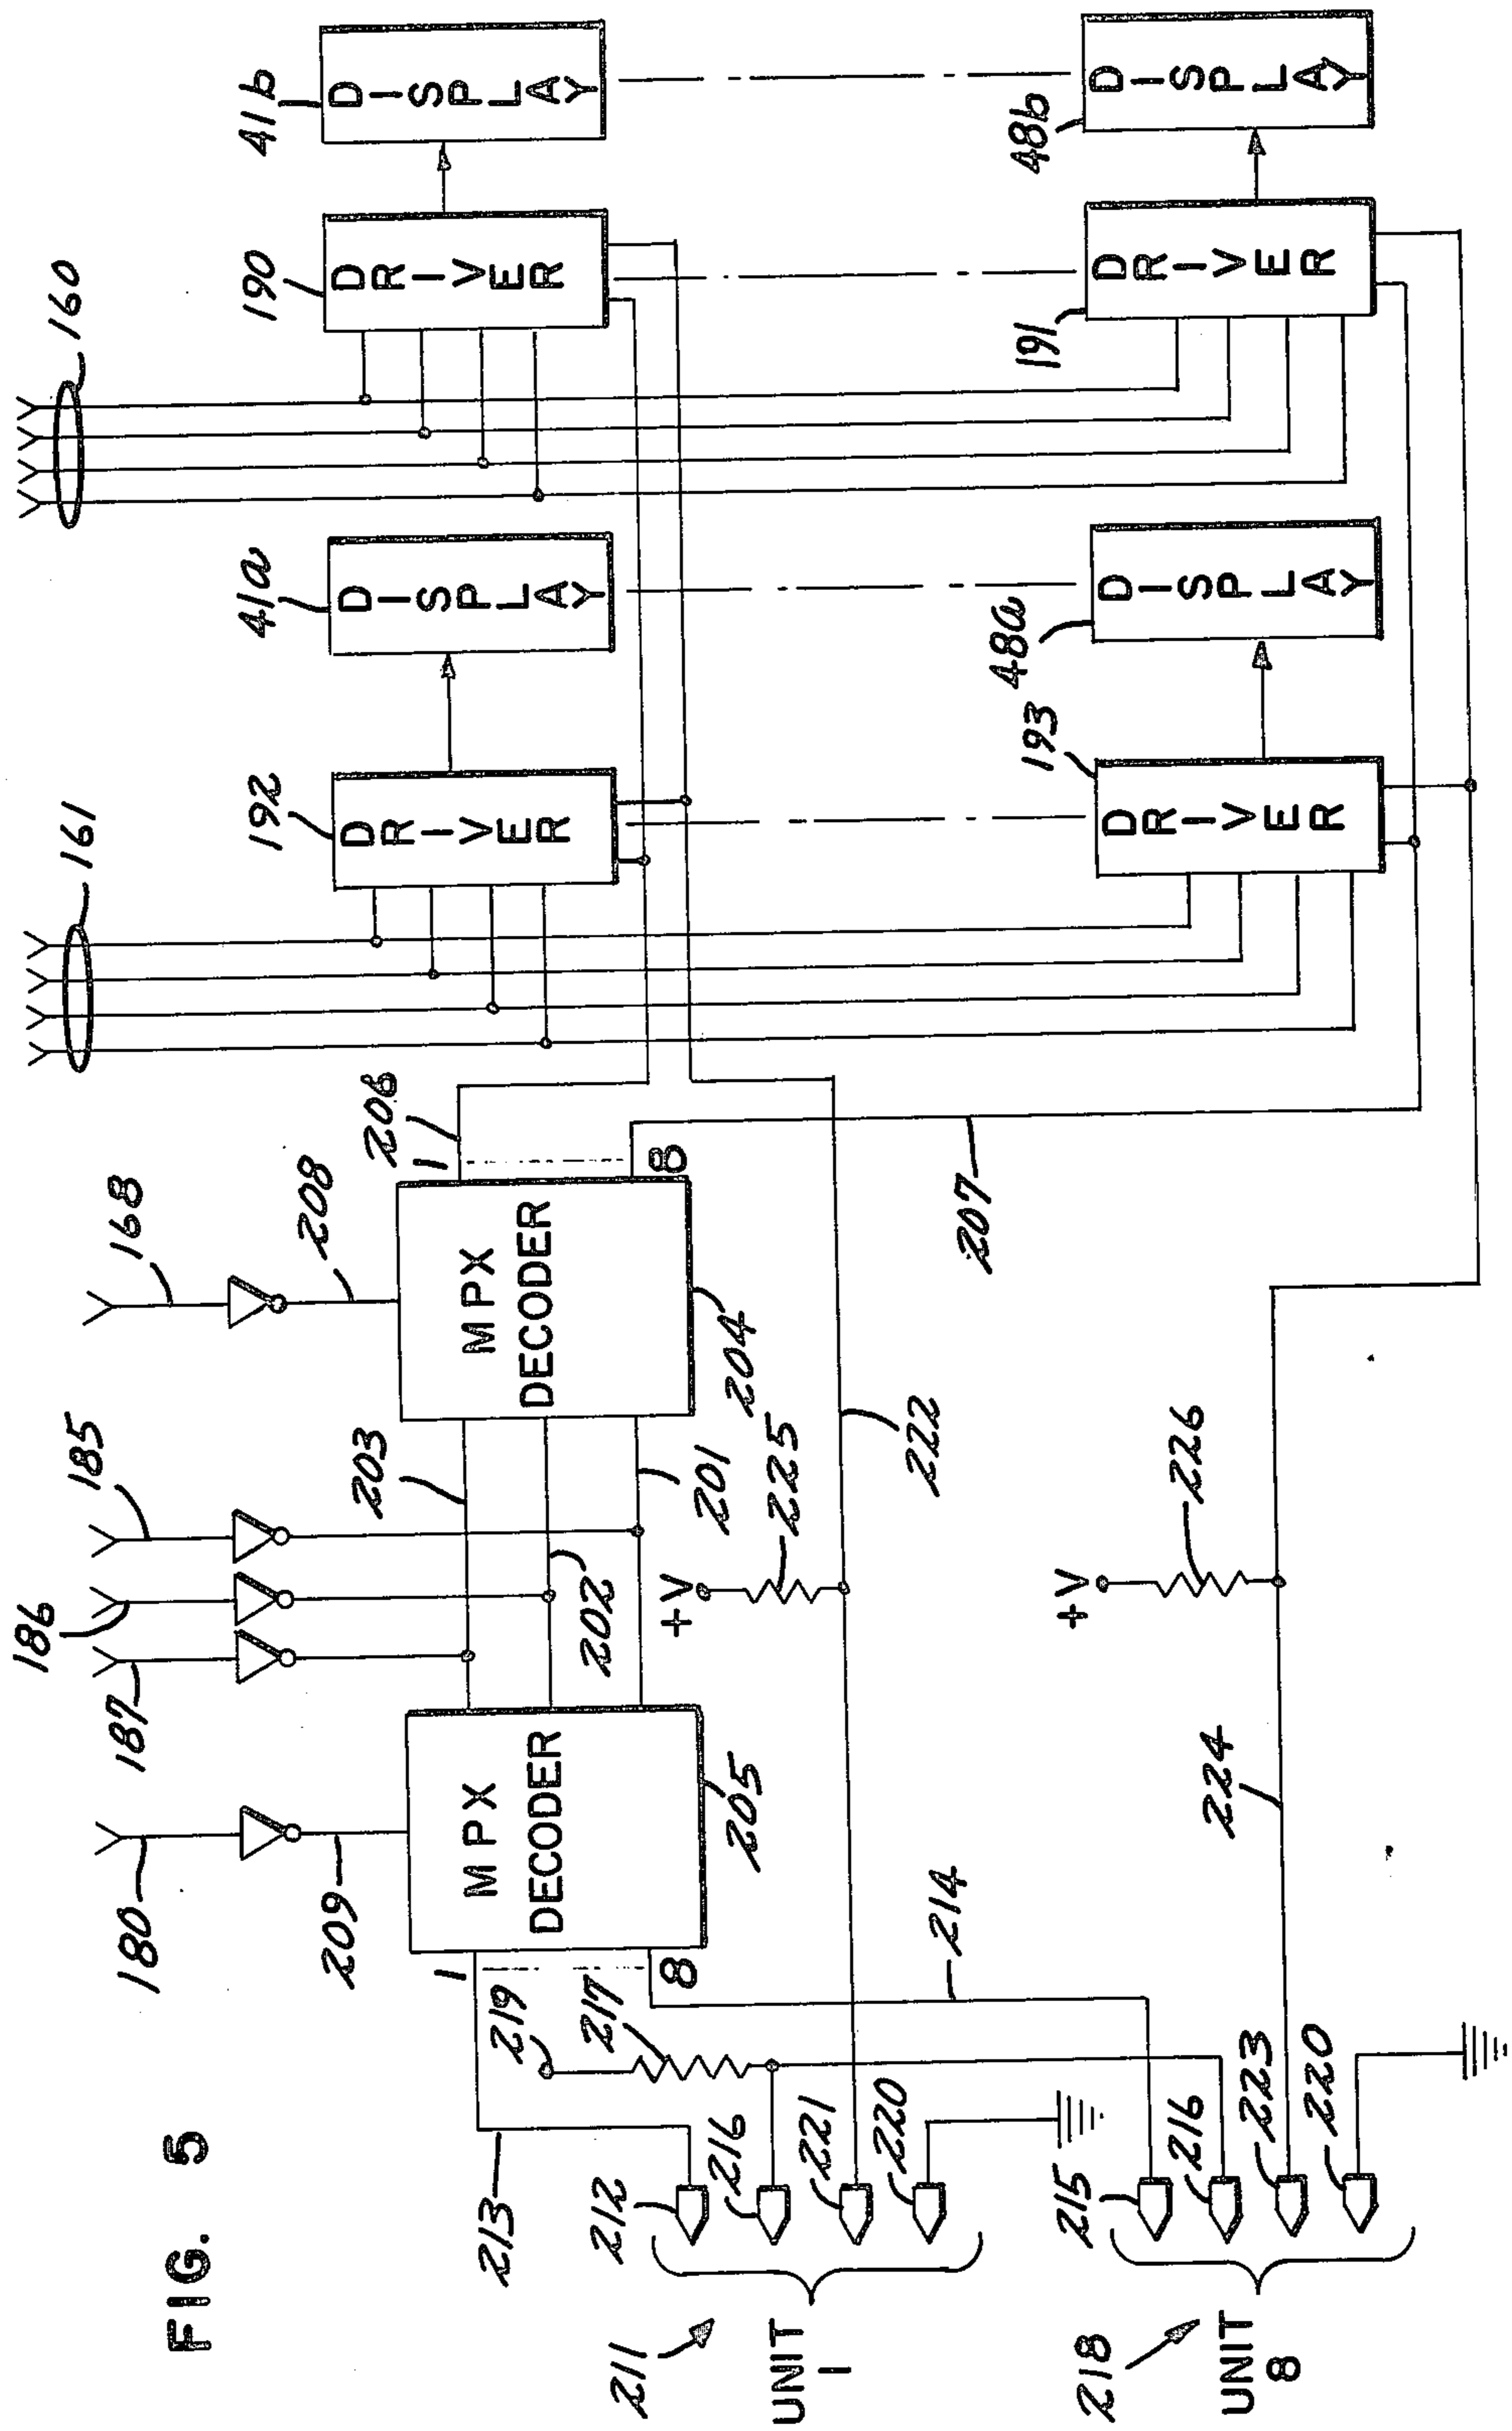 FIG. 5
160
161
168
185
186
187
180
208
209
41b
DISPLAY
190
DRIVER
41a
DISPLAY
192
DRIVER
206
1
8
MPX
DECODER
204
203
202
201
MPX
DECODER
205
1
8
219
217
213
+V
225
222
207
48b
DISPLAY
191
DRIVER
48a
DISPLAY
193
DRIVER
+V
226
224
214
212
216
221
220
211
UNIT
1
215
216
223
220
218
UNIT
8